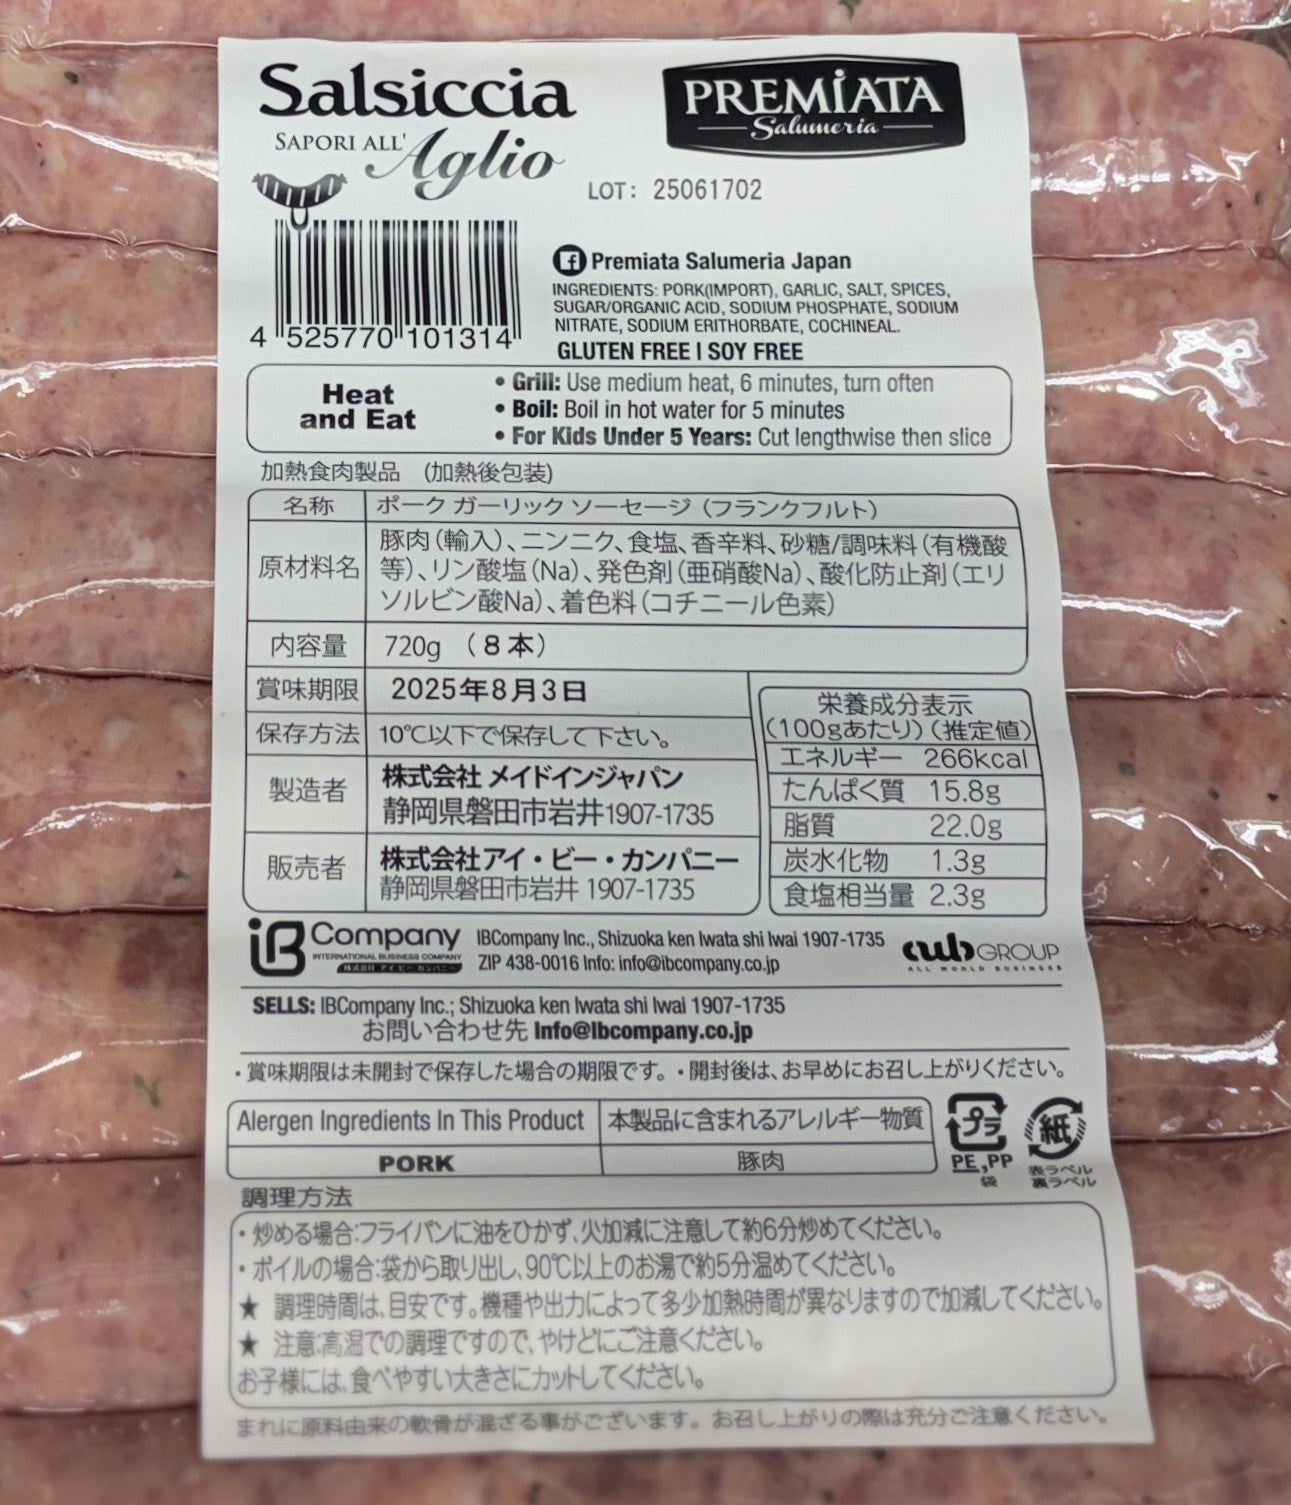 Salsiccia
SAPORI ALL'Aglio
PREMİATA
Salumeria
LOT: 25061702
Premiata Salumeria Japan
INGREDIENTS: PORK(IMPORT), GARLIC, SALT, SPICES,
SUGAR/ORGANIC ACID, SODIUM PHOSPHATE, SODIUM
NITRATE, SODIUM ERITHORBATE, COCHINEAL.
GLUTEN FREE I SOY FREE
4 525770 101314
Heat
and Eat
• Grill: Use medium heat, 6 minutes, turn often
• Boil: Boil in hot water for 5 minutes
• For Kids Under 5 Years: Cut lengthwise then slice
加熱食肉製品 (加熱後包装)
名称 ポーク ガーリック ソーセージ(フランクフルト)
原材料名 豚肉(輸入)、ニンニク、食塩、香辛料、砂糖/調味料(有機酸
等)、リン酸塩(Na)、発色剤(亜硝酸Na)、酸化防止剤(エリ
ソルビン酸Na)、着色料(コチニール色素)
内容量 720g (8本)
賞味期限 2025年8月3日
保存方法 10℃以下で保存して下さい。
製造者 株式会社 メイドインジャパン
静岡県磐田市岩井1907-1735
販売者 株式会社アイ・ビー・カンパニー
静岡県磐田市岩井 1907-1735
栄養成分表示
(100gあたり)(推定値)
エネルギー 266kcal
たんぱく質 15.8g
脂質 22.0g
炭水化物 1.3g
食塩相当量 2.3g
iB Company
INTERNATIONAL BUSINESS COMPANY
株式会社 アイ ビー カンパニー
IBCompany Inc., Shizuoka ken Iwata shi Iwai 1907-1735
ZIP 438-0016 Info: info@ibcompany.co.jp
awb GROUP
ALL WORLD BUSINESS
SELLS: IBCompany Inc.; Shizuoka ken Iwata shi Iwai 1907-1735
お問い合わせ先 Info@Ibcompany.co.jp
・賞味期限は未開封で保存した場合の期限です。・開封後は、お早めにお召し上がりください。
Alergen Ingredients In This Product 本製品に含まれるアレルギー物質
PORK 豚肉
プラ
PE,PP
袋
紙
表ラベル
裏ラベル
調理方法
・炒める場合:フライパンに油をひかず、火加減に注意して約6分炒めてください。
・ボイルの場合:袋から取り出し、90℃以上のお湯で約5分温めてください。
★ 調理時間は、目安です。機種や出力によって多少加熱時間が異なりますので加減してください。
★ 注意:高温での調理ですので、やけどにご注意ください。
お子様には、食べやすい大きさにカットしてください。
まれに原料由来の軟骨が混ざる事がございます。お召し上がりの際は充分ご注意ください。